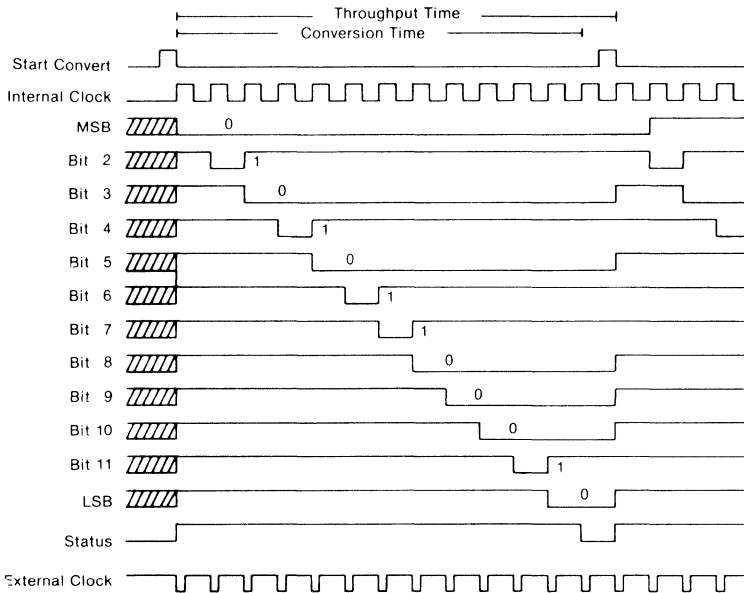 Throughput Time
Conversion Time
Start Convert
Internal Clock
MSB 0
Bit 2 1
Bit 3 0
Bit 4 1
Bit 5 0
Bit 6 1
Bit 7 1
Bit 8 0
Bit 9 0
Bit 10 0
Bit 11 1
LSB 0
Status
External Clock